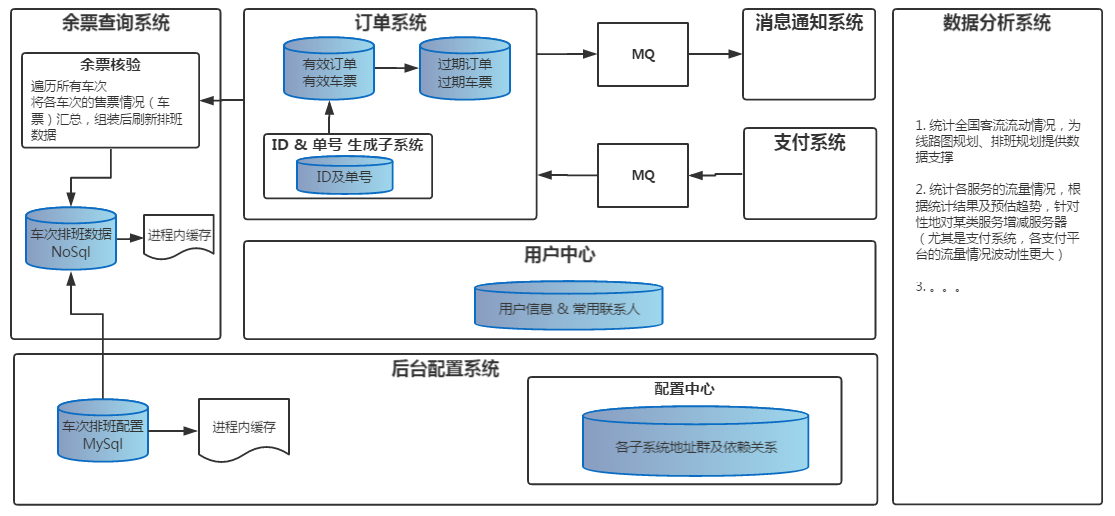 余票查询系统
余票核验
遍历所有车次
将各车次的售票情况（车
票）汇总，组装后刷新排班
数据
车次排班数据
NoSql
进程内缓存
订单系统
有效订单
有效车票
过期订单
过期车票
ID & 单号 生成子系统
ID及单号
MQ
消息通知系统
MQ
支付系统
用户中心
用户信息 & 常用联系人
后台配置系统
车次排班配置
MySql
进程内缓存
配置中心
各子系统地址群及依赖关系
数据分析系统
1. 统计全国客流流动情况，为
线路图规划、排班规划提供数
据支撑
2. 统计各服务的流量情况，根
据统计结果及预估趋势，针对
性地对某类服务增减服务器
（尤其是支付系统，各支付平
台的流量情况波动性更大）
3. 。。。